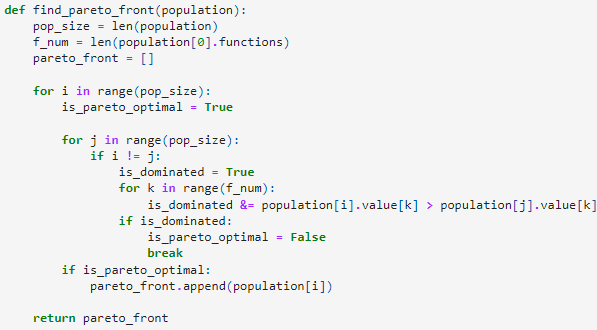 def find_pareto_front(population):
    pop_size = len(population)
    f_num = len(population[0].functions)
    pareto_front = []

    for i in range(pop_size):
        is_pareto_optimal = True

        for j in range(pop_size):
            if i != j:
                is_dominated = True
                for k in range(f_num):
                    is_dominated &= population[i].value[k] > population[j].value[k]
                if is_dominated:
                    is_pareto_optimal = False
                    break
        if is_pareto_optimal:
            pareto_front.append(population[i])

    return pareto_front